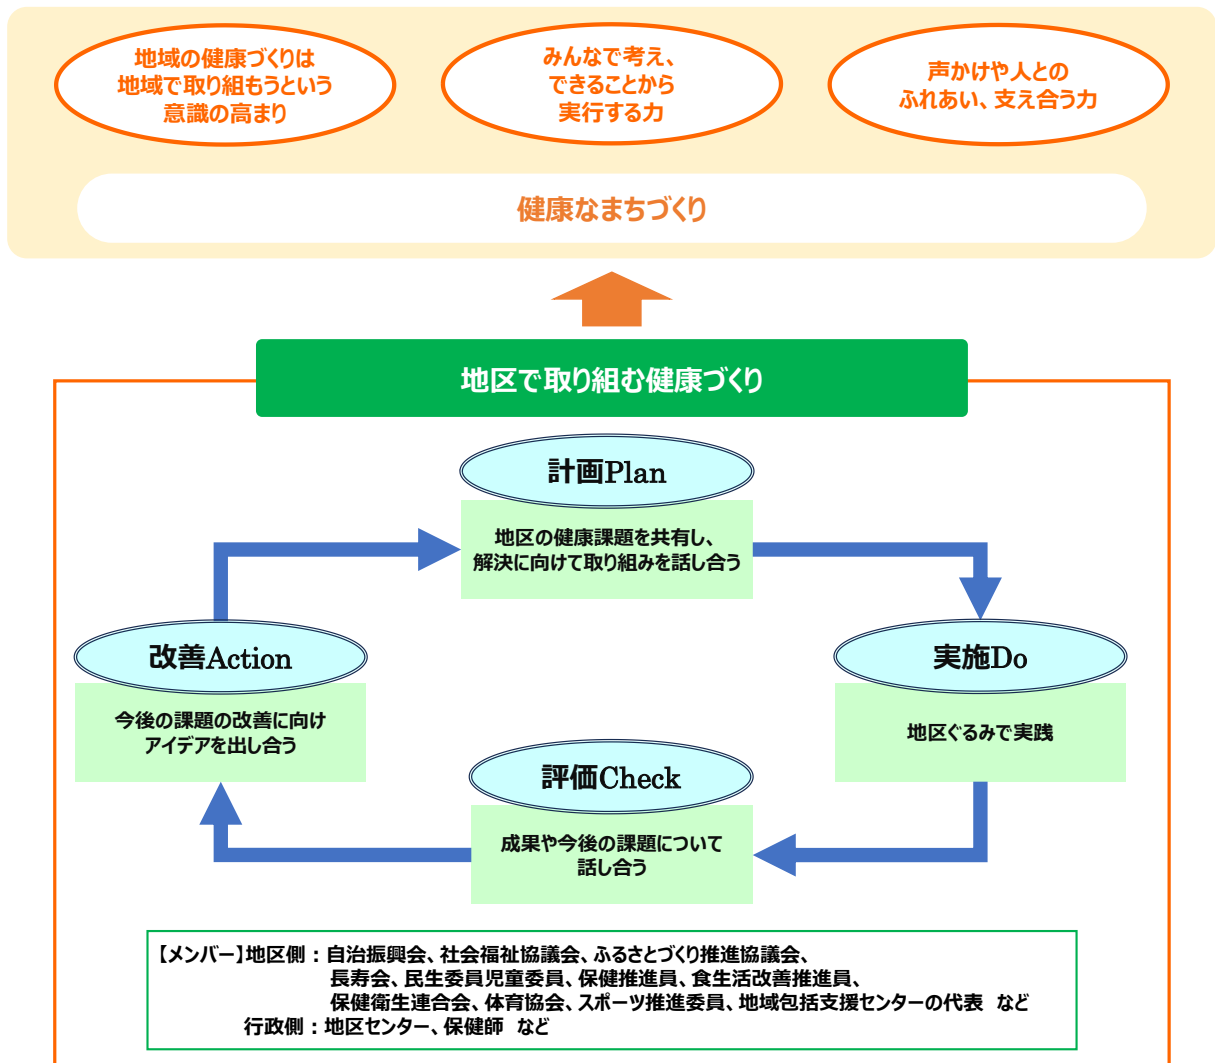 地域の健康づくりは
地域で取り組もうという
意識の高まり
みんなで考え、
できることから
実行する力
声かけや人との
ふれあい、支え合う力
健康なまちづくり
地区で取り組む健康づくり
計画Plan
地区の健康課題を共有し、
解決に向けて取り組みを話し合う
改善Action
今後の課題の改善に向け
アイデアを出し合う
実施Do
地区ぐるみで実践
評価Check
成果や今後の課題について
話し合う
【メンバー】地区側：自治振興会、社会福祉協議会、ふるさとづくり推進協議会、
長寿会、民生委員児童委員、保健推進員、食生活改善推進員、
保健衛生連合会、体育協会、スポーツ推進委員、地域包括支援センターの代表 など
行政側：地区センター、保健師 など